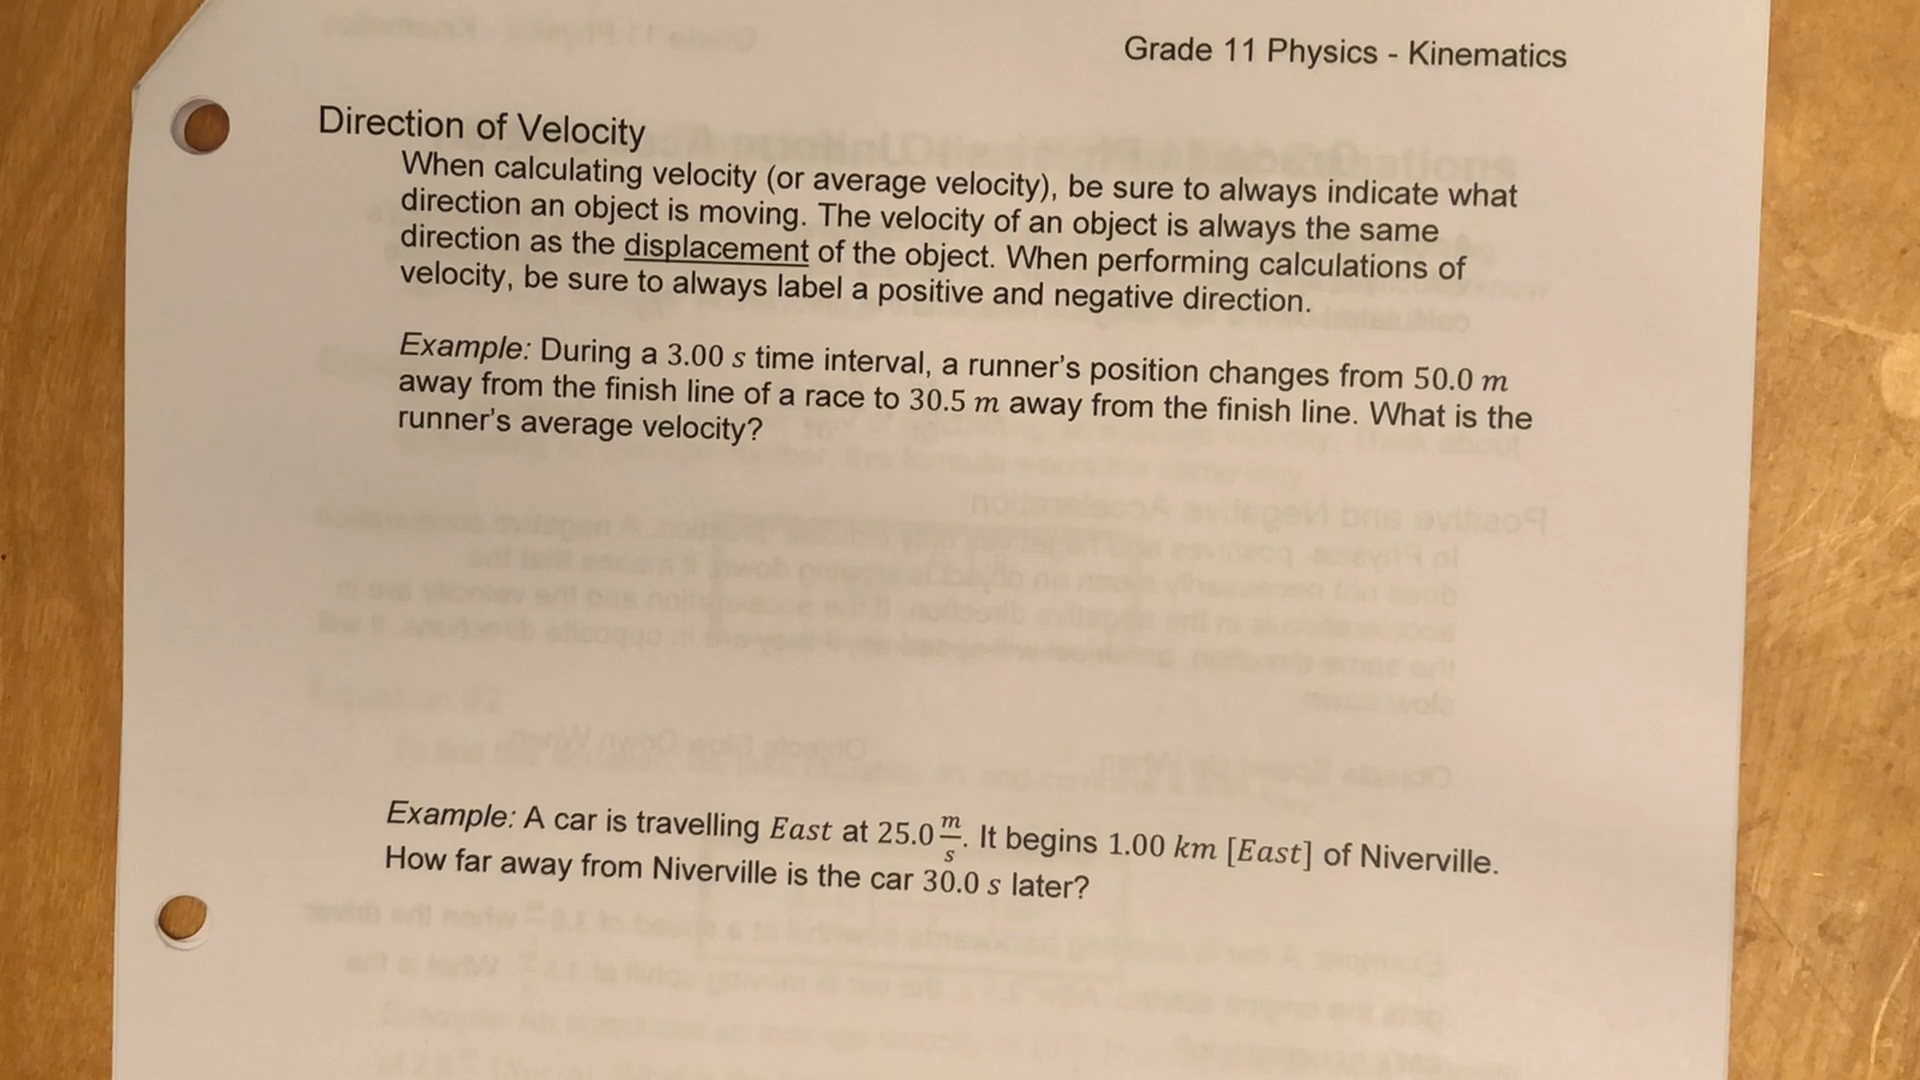 Grade 11 Physics - Kinematics
Direction of Velocity
When calculating velocity (or average velocity), be sure to always indicate what
direction an object is moving. The velocity of an object is always the same
direction as the displacement of the object. When performing calculations of
velocity, be sure to always label a positive and negative direction.
Example: During a 3.00 s time interval, a runner's position changes from 50.0 m
away from the finish line of a race to 30.5 m away from the finish line. What is the
runner's average velocity?
Example: A car is travelling East at 25.0 m/s. It begins 1.00 km [East] of Niverville.
How far away from Niverville is the car 30.0 s later?